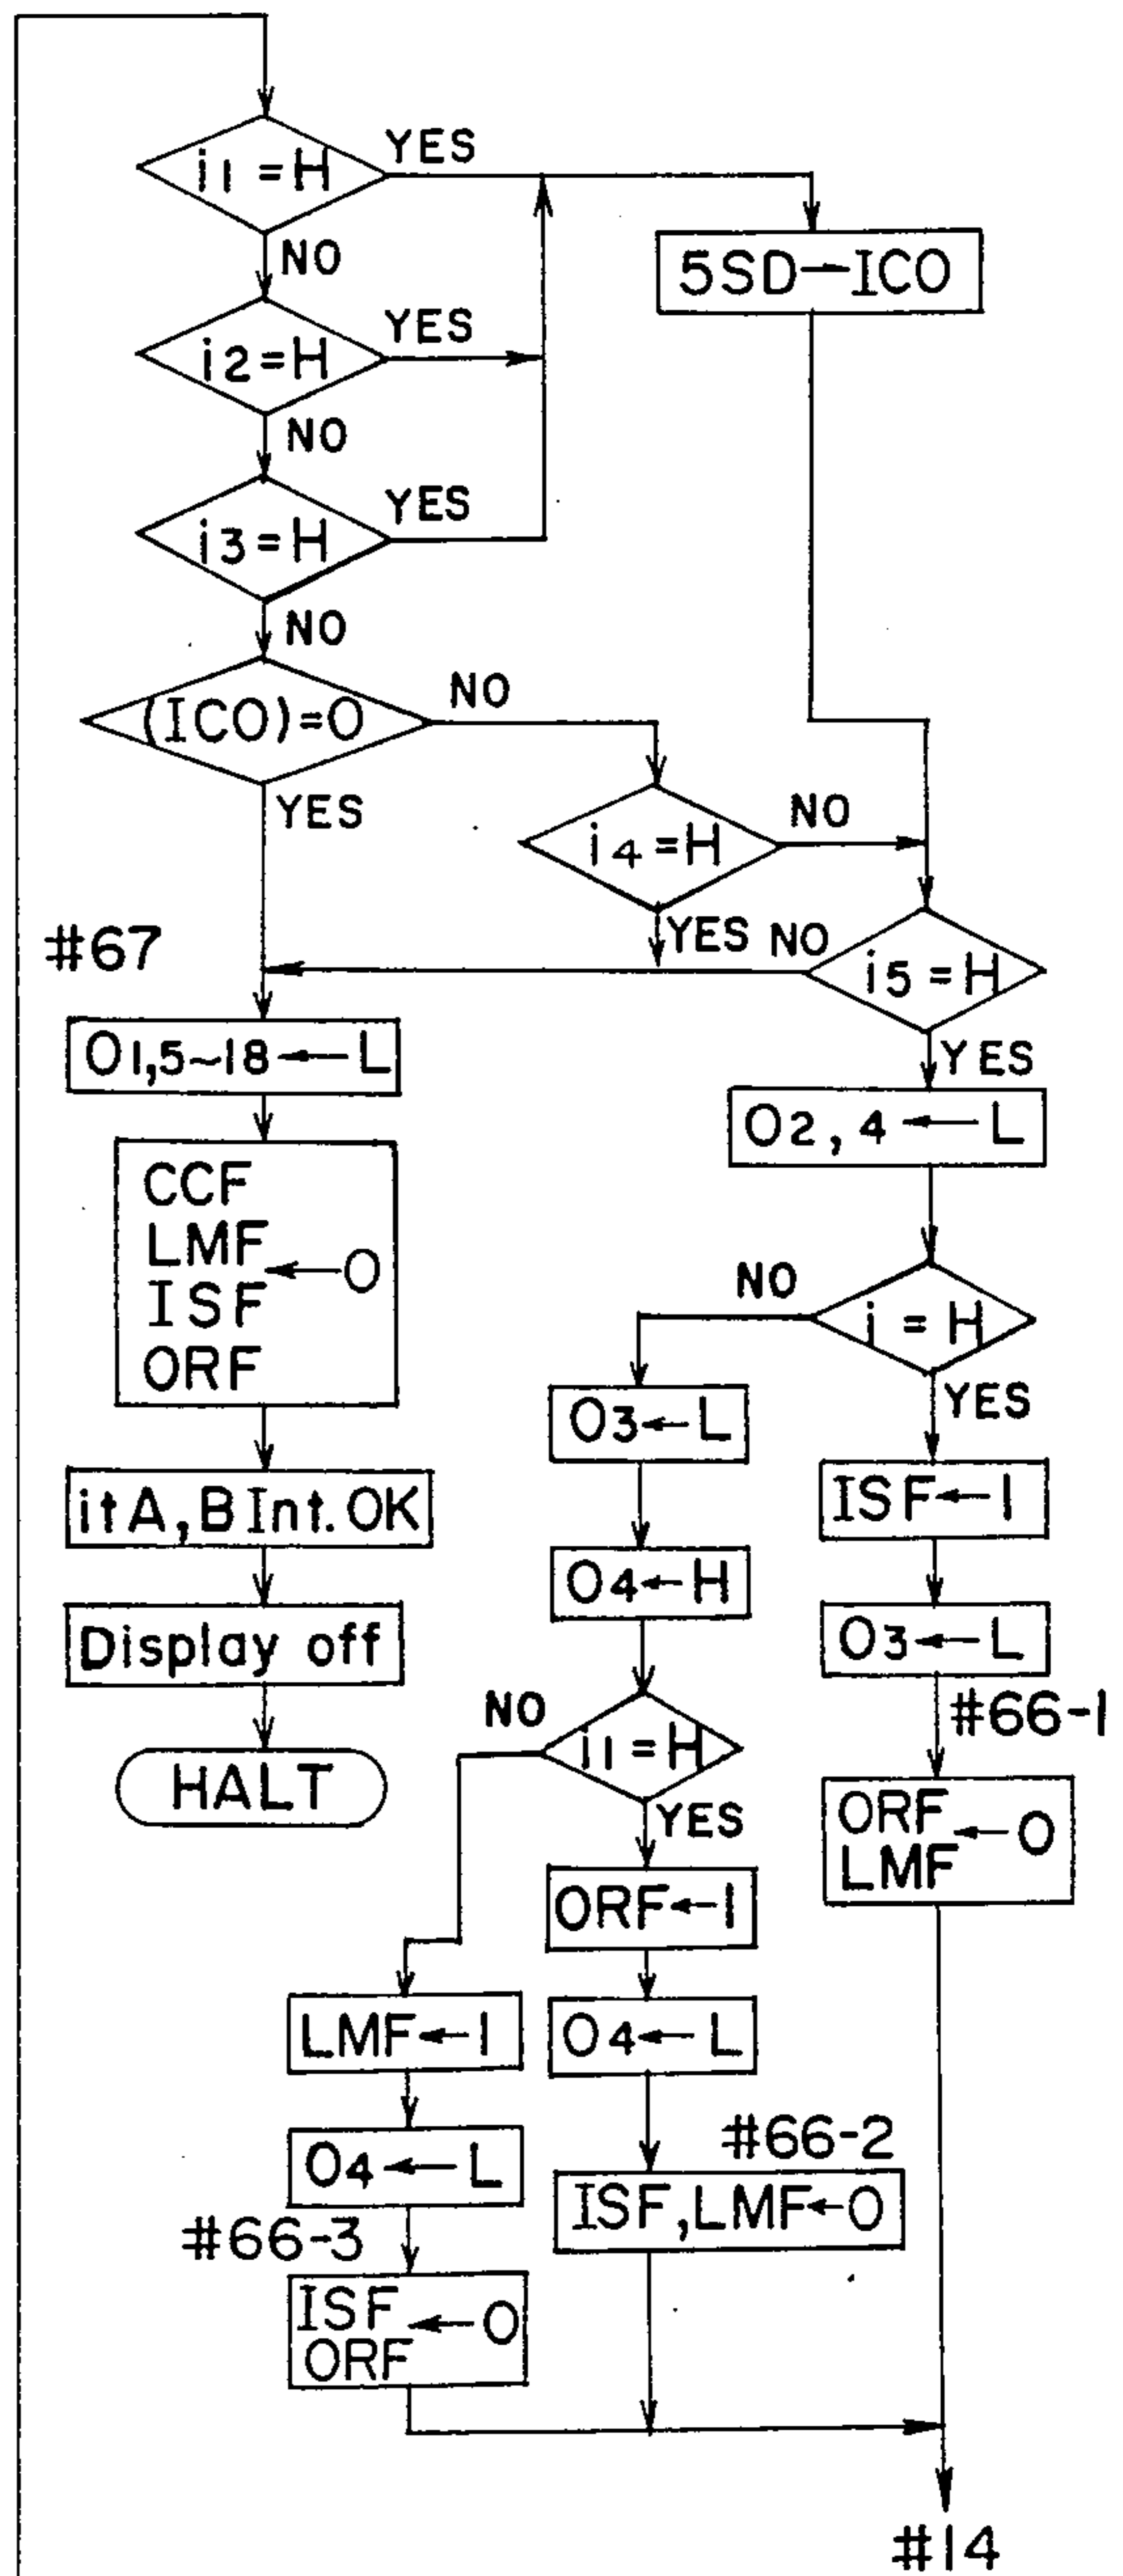 i1=H
YES
NO
5SD—ICO
i2=H
YES
NO
i3=H
YES
NO
(ICO)=0
NO
YES
i4=H
NO
YES
#67
i5=H
NO
YES
O1,5~18←L
O2,4←L
CCF
LMF
ISF
ORF
←0
i=H
NO
YES
O3←L
ISF←1
itA,B Int.OK
O4←H
O3←L
Display off
#66-1
i1=H
NO
YES
HALT
ORF
LMF
←0
ORF←1
LMF←1
O4←L
O4←L
#66-2
ISF,LMF←0
#66-3
ISF
ORF
←0
#14